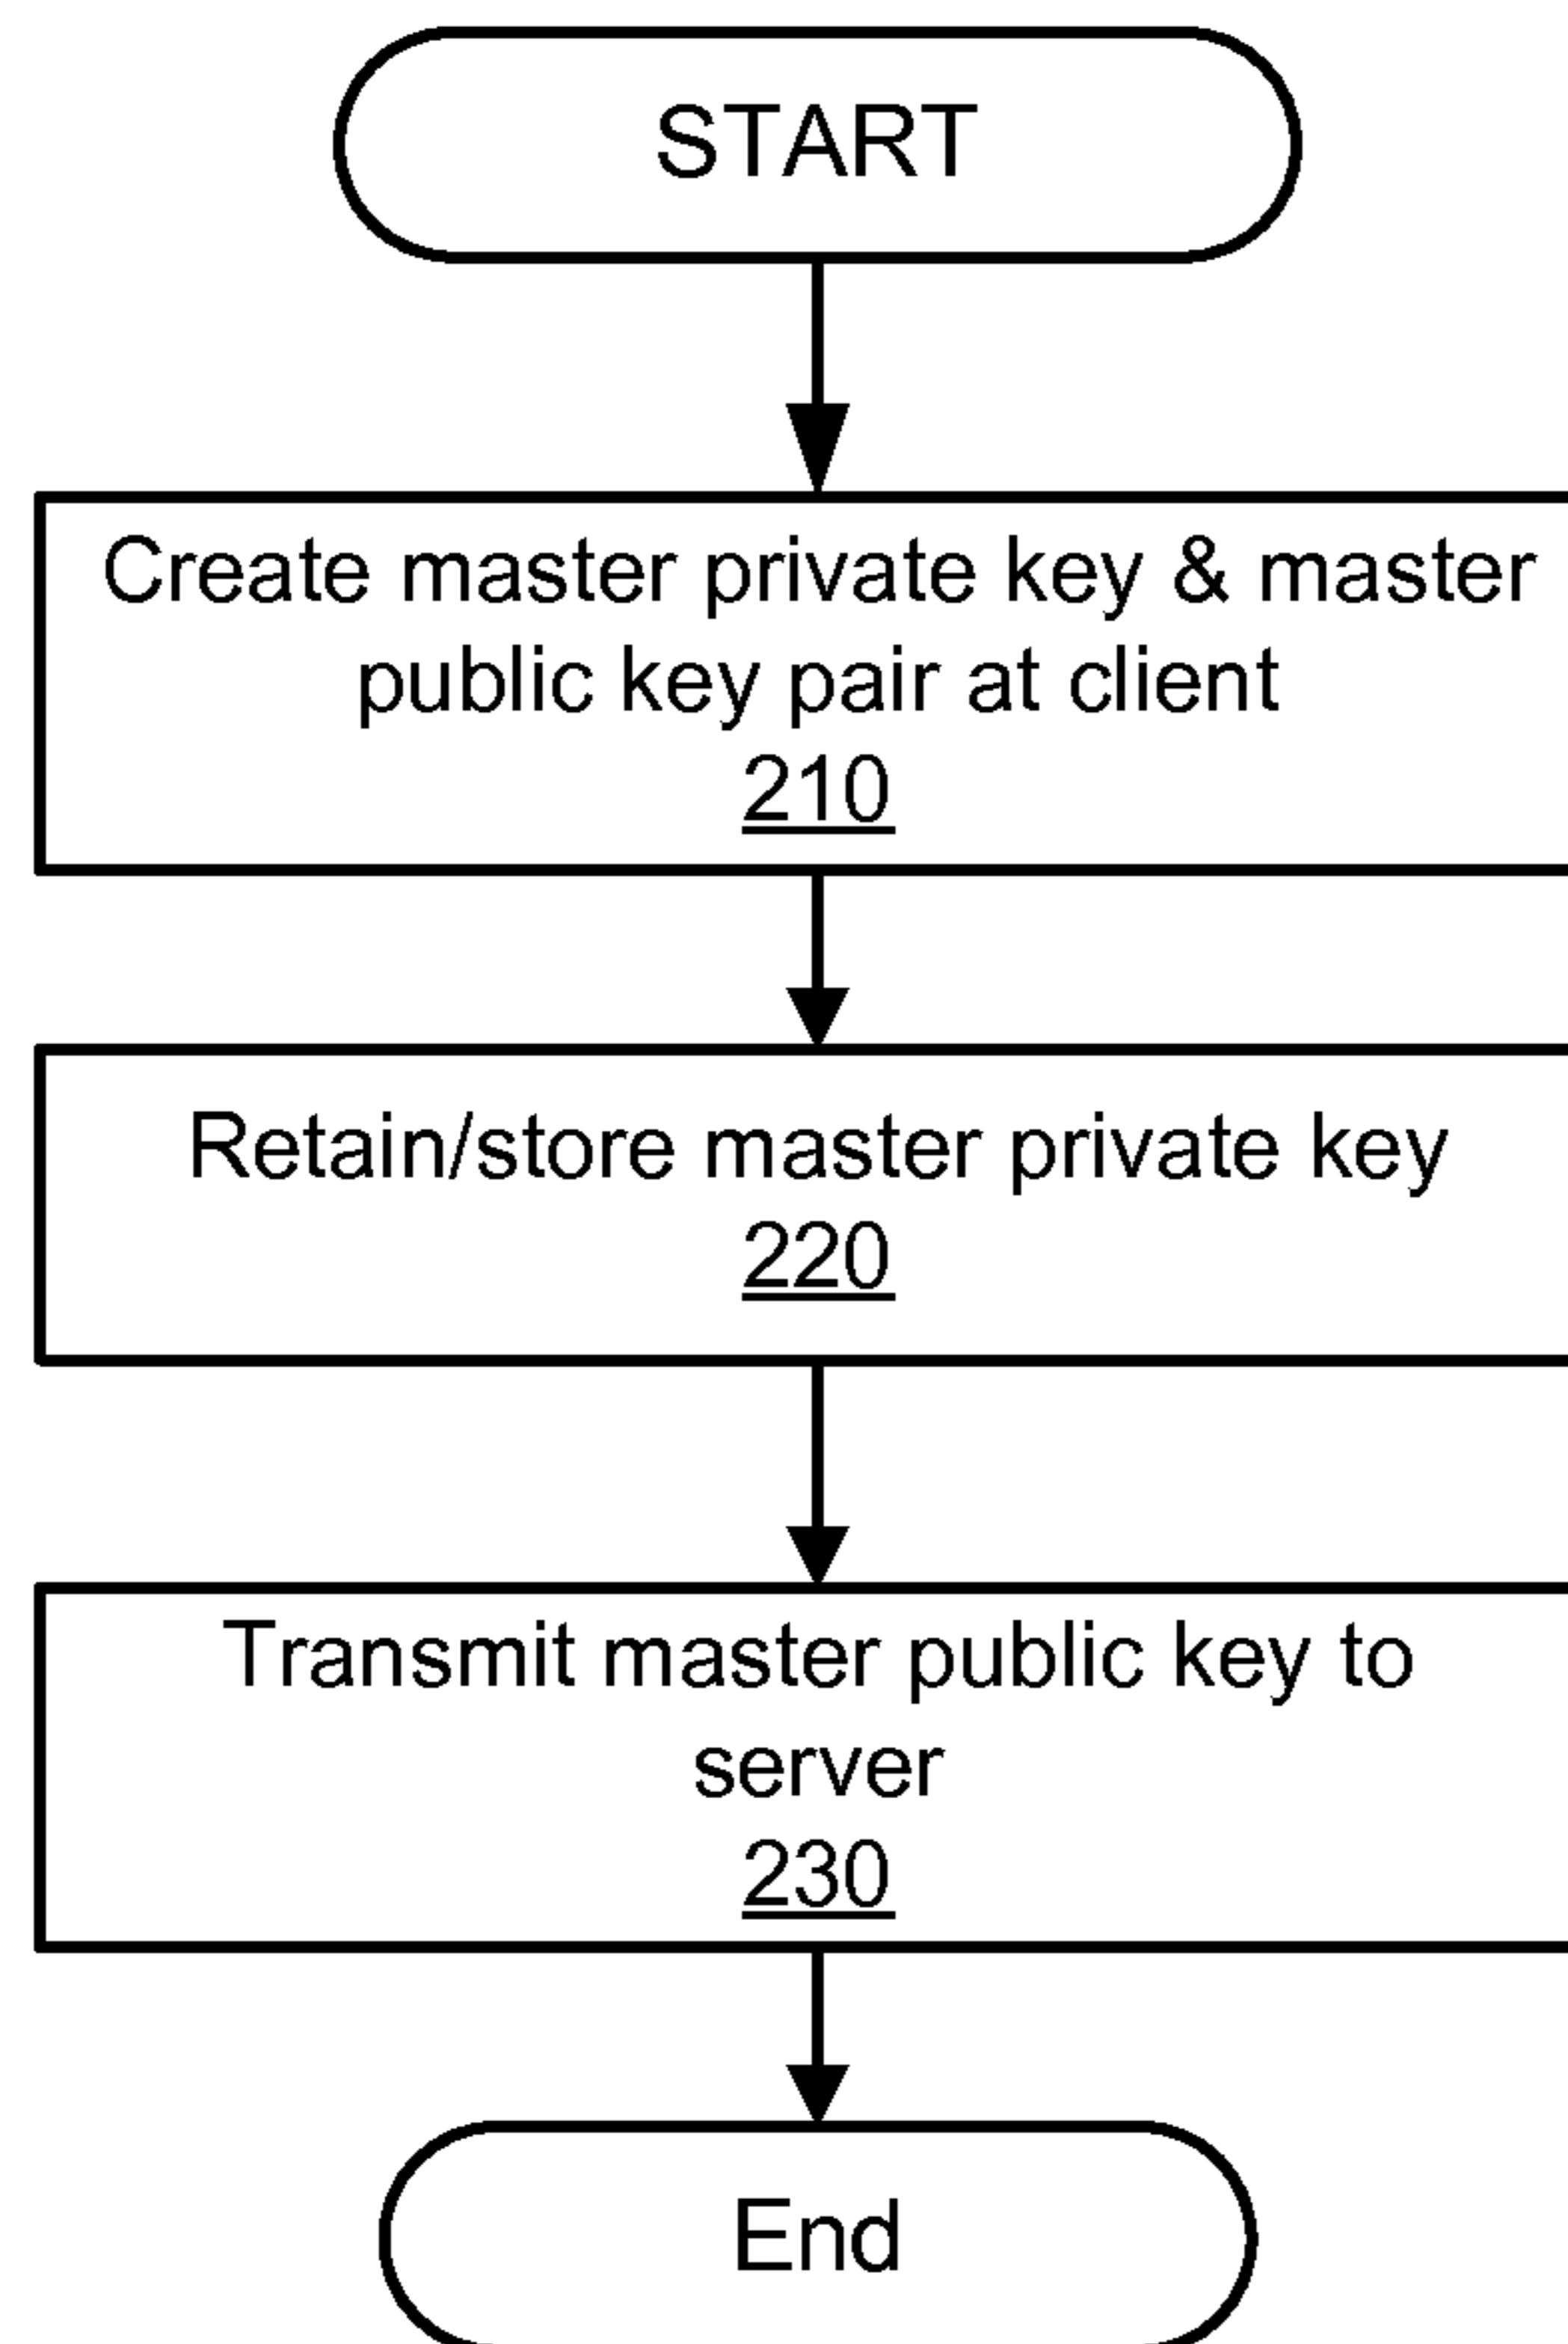 START
Create master private key & master
public key pair at client
210
Retain/store master private key
220
Transmit master public key to
server
230
End